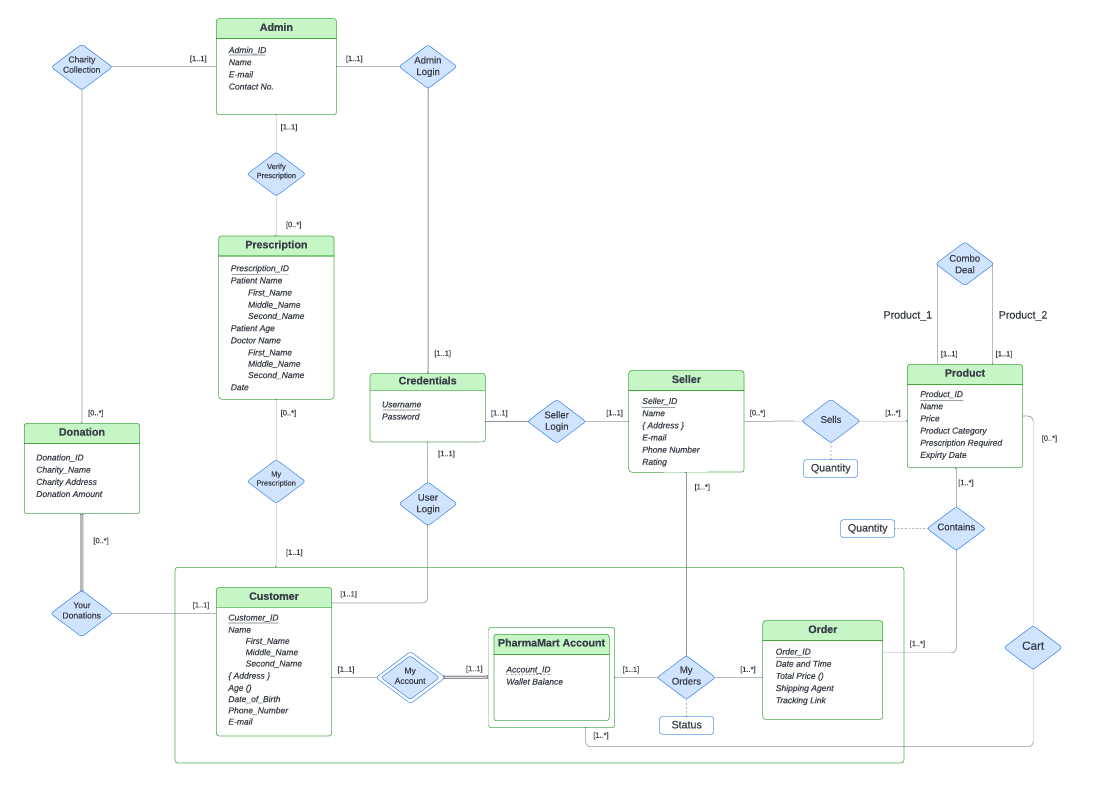 Admin
Admin_ID
Name
E-mail
Contact No.
Charity
Collection
[1..1]
[1..1]
Admin
Login
[1..1]
Verify
Prescription
[0..*]
Prescription
Prescription_ID
Patient Name
First_Name
Middle_Name
Second_Name
Patient Age
Doctor Name
First_Name
Middle_Name
Second_Name
Date
Combo
Deal
Product_1
Product_2
[1..1]
[1..1]
[1..1]
[0..*]
[0..*]
Donation
Donation_ID
Charity_Name
Charity Address
Donation Amount
Credentials
Username
Password
[1..1]
Seller
Login
[1..1]
Seller
Seller_ID
Name
{ Address }
E-mail
Phone Number
Rating
[0..*]
Sells
[1..*]
Quantity
Product
Product_ID
Name
Price
Product Category
Prescription Required
Expirty Date
[0..*]
[1..1]
My
Prescription
User
Login
[1..*]
[1..*]
Quantity
Contains
[0..*]
[1..1]
Your
Donations
[1..1]
Customer
Customer_ID
Name
First_Name
Middle_Name
Second_Name
{ Address }
Age ()
Date_of_Birth
Phone_Number
E-mail
[1..1]
[1..1]
My
Account
[1..1]
PharmaMart Account
Account_ID
Wallet Balance
[1..1]
My
Orders
[1..*]
Status
Order
Order_ID
Date and Time
Total Price ()
Shipping Agent
Tracking Link
[1..*]
Cart
[1..*]